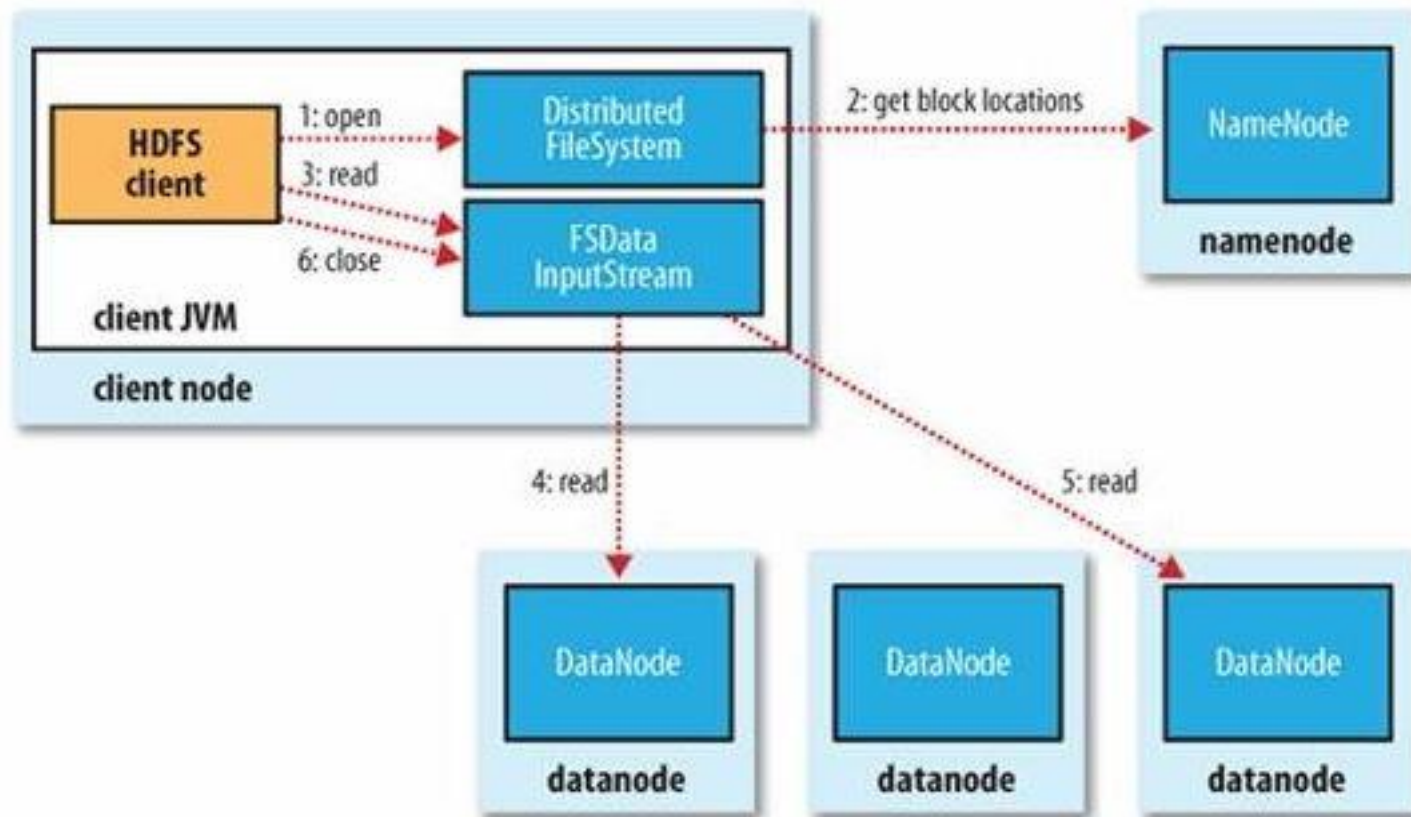 1: open
Distributed
FileSystem
2: get block locations
NameNode
HDFS
client
3: read
FSData
InputStream
6: close
namenode
client JVM
client node
4: read
5: read
DataNode
DataNode
DataNode
datanode
datanode
datanode